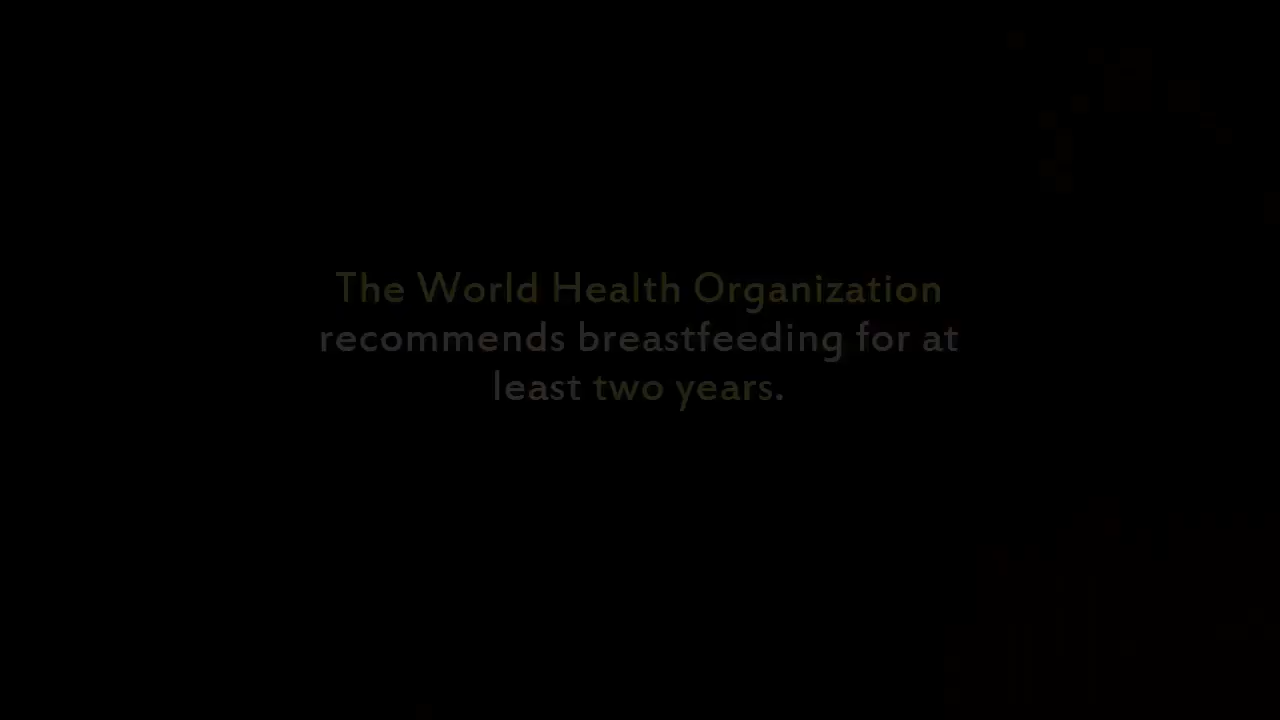 The World Health Organization
recommends breastfeeding for at
least two years.